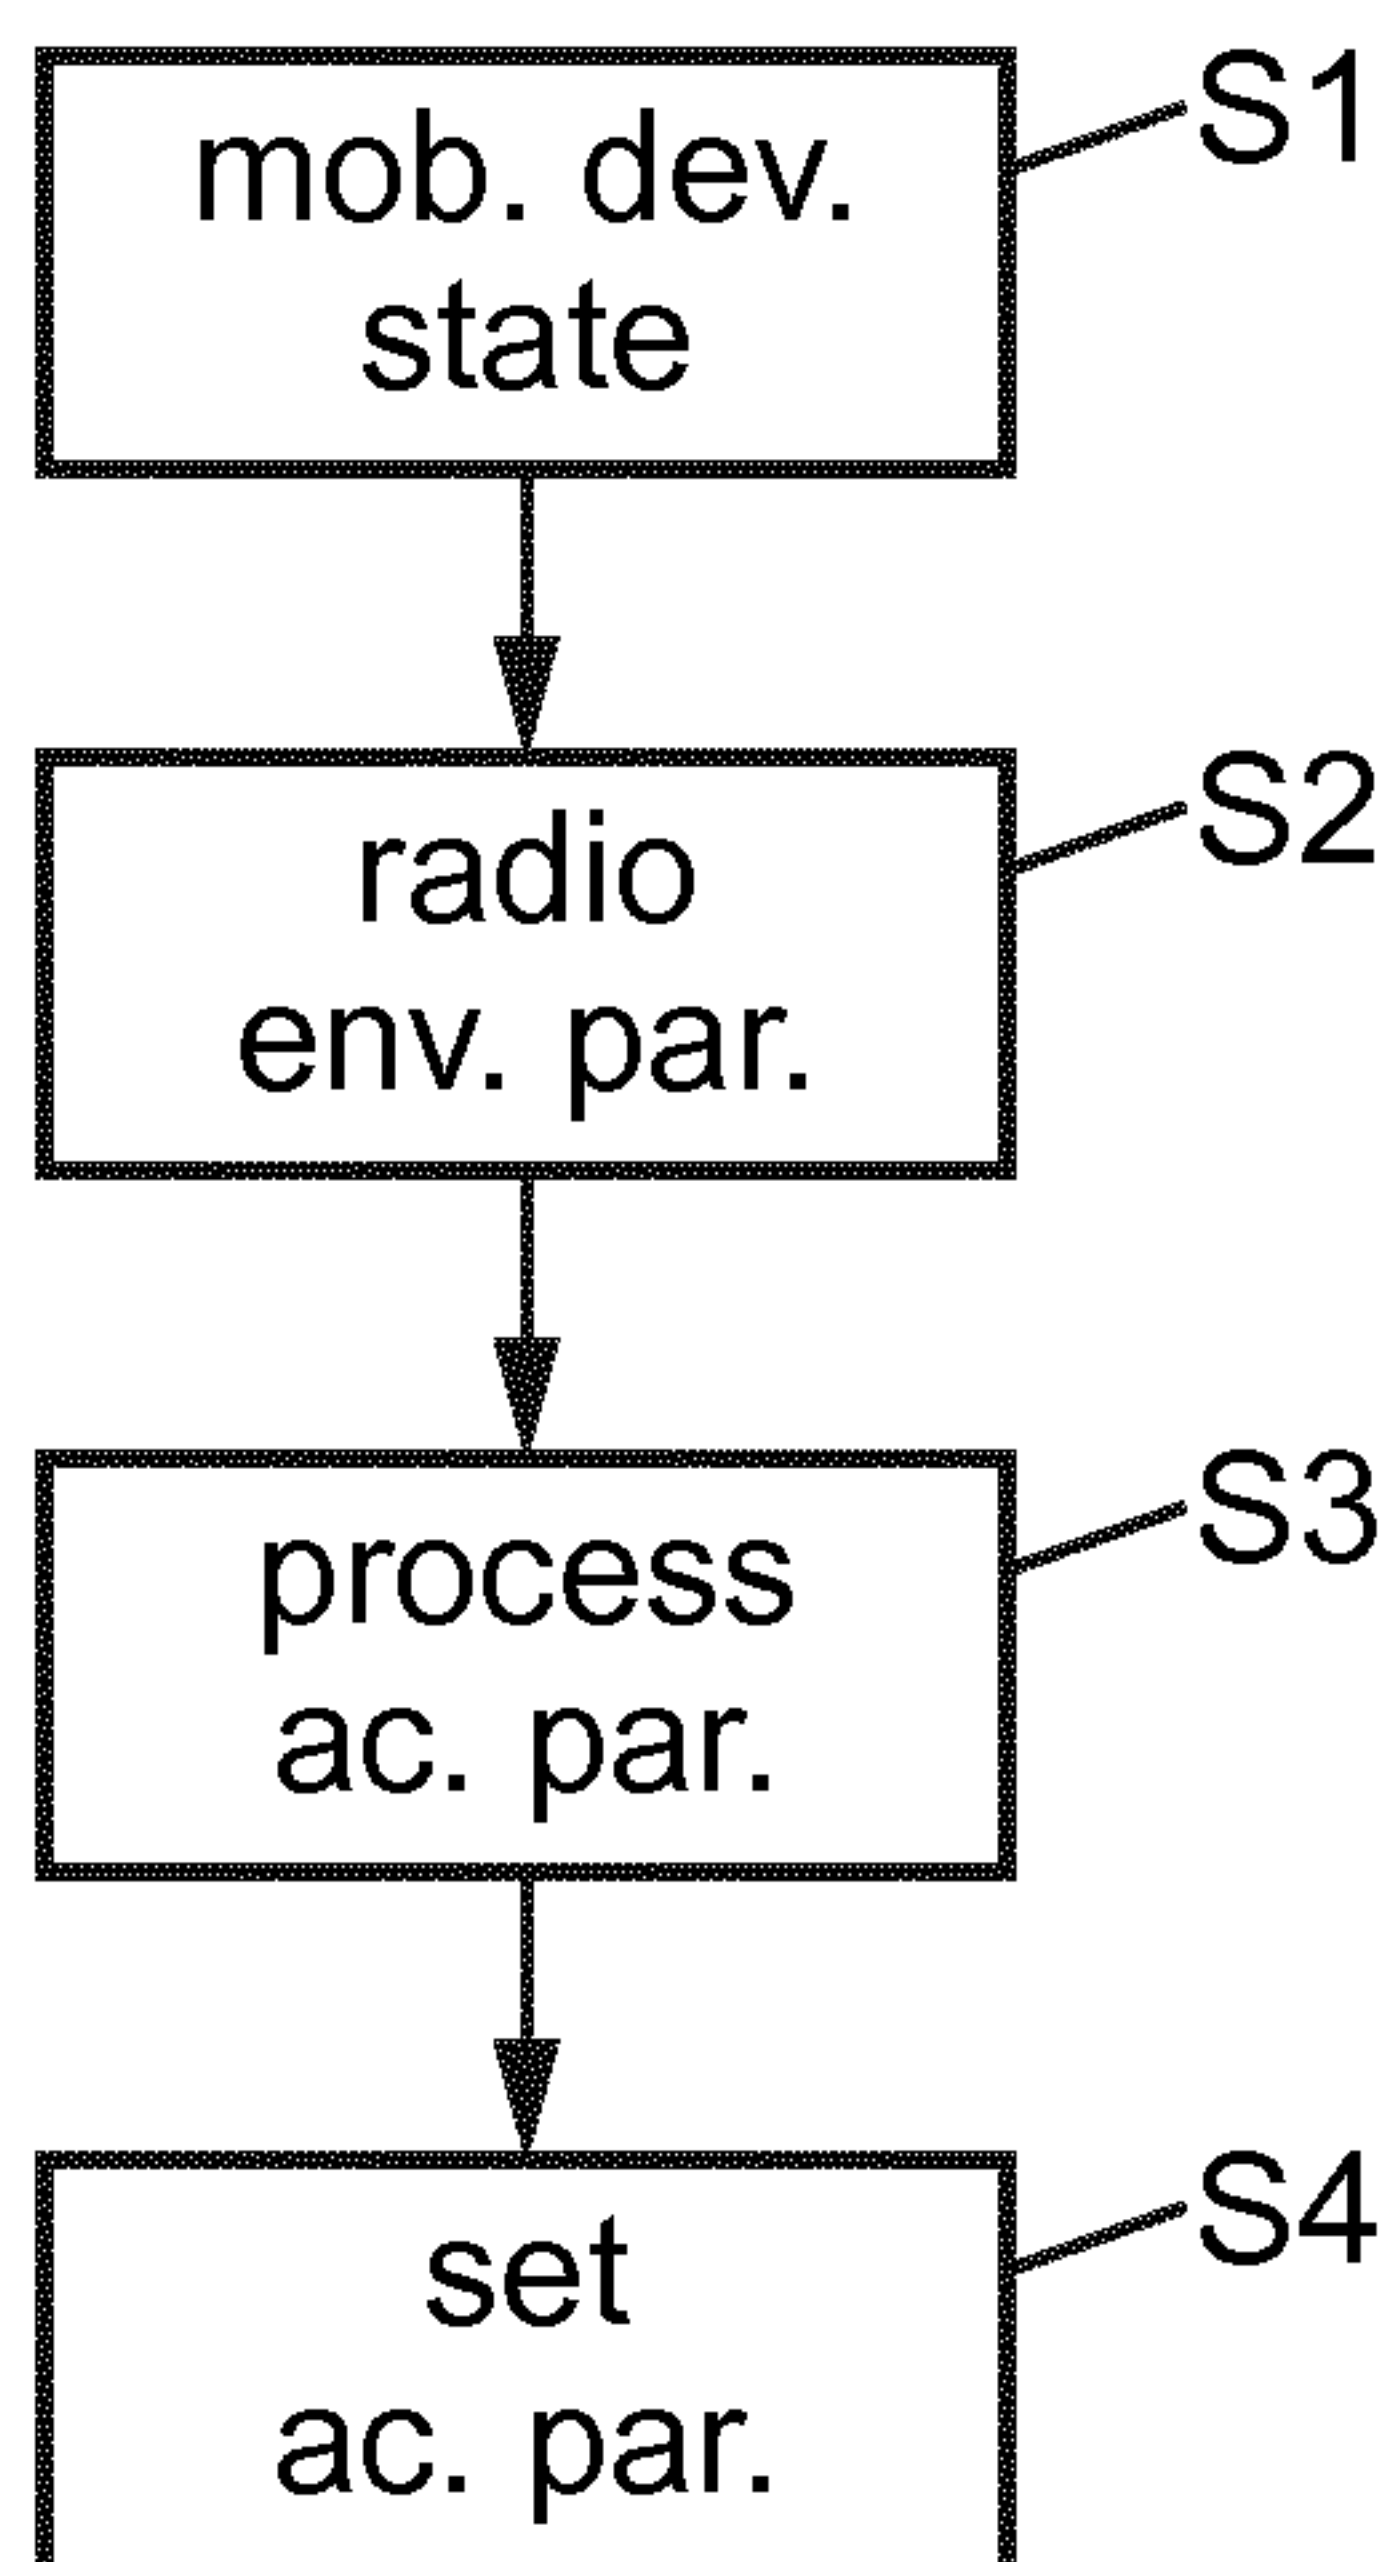 mob. dev.
state
S1
radio
env. par.
S2
process
ac. par.
S3
set
ac. par.
S4